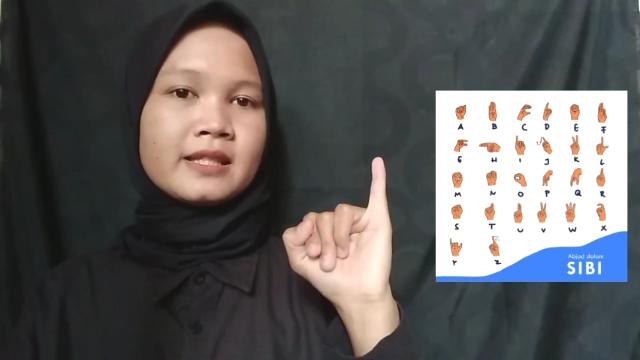 A B C D E F
G H I J K L
M N O P Q R
S T U V W X
Y Z
Abjad dalam
SIBI